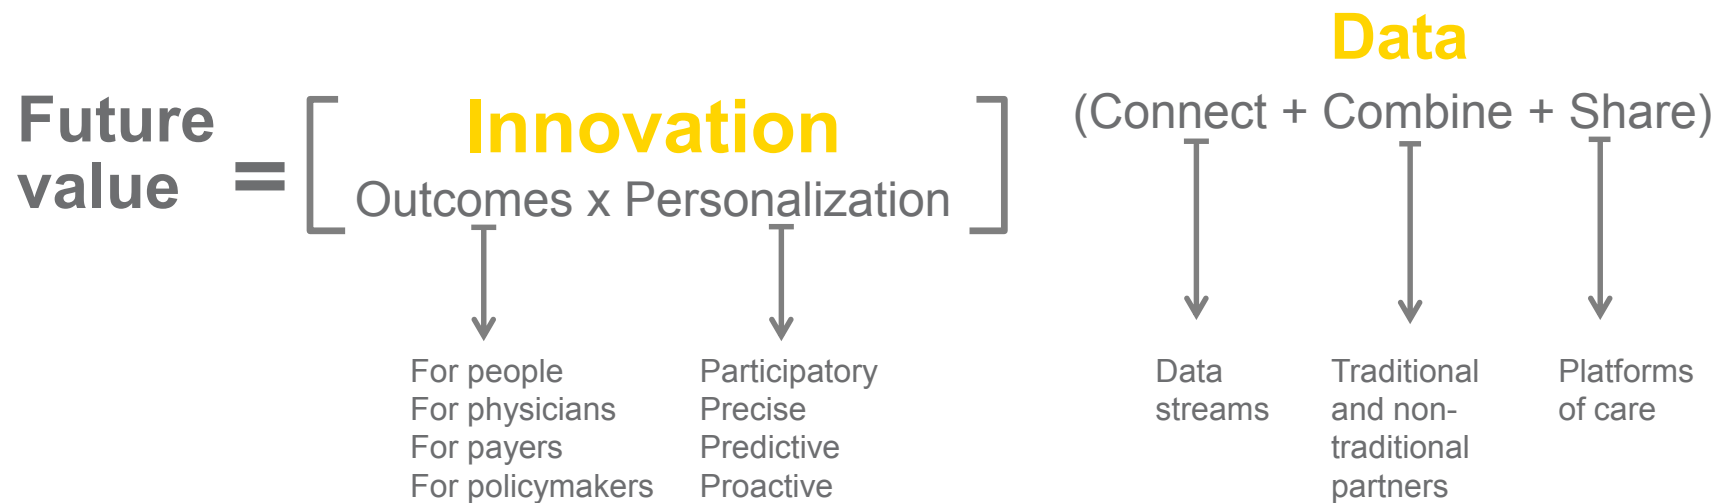 Future
value
=
[
Innovation
Outcomes x Personalization
]
Data
(Connect + Combine + Share)
For people
For physicians
For payers
For policymakers
Participatory
Precise
Predictive
Proactive
Data
streams
Traditional
and non-
traditional
partners
Platforms
of care